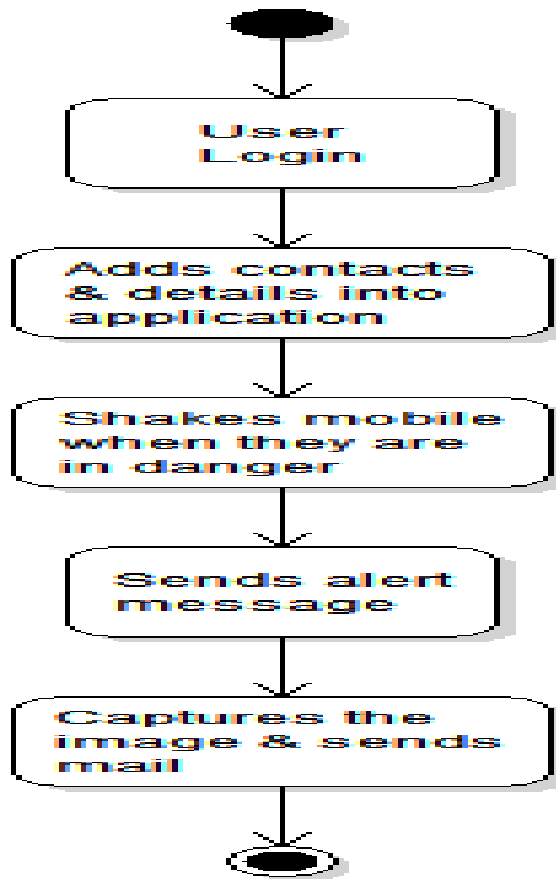 User
Login
Adds contacts
& details into
application
Shakes mobile
when they are
in danger
Sends alert
message
Captures the
image & sends
mail